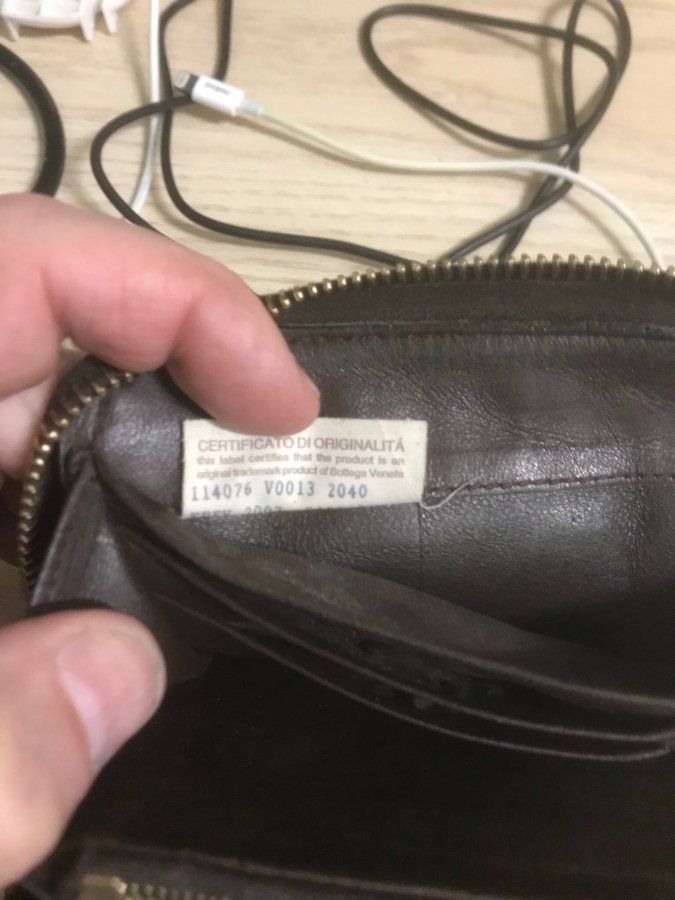 CERTIFICATO DI ORIGINALITÁ
this label certifies that the product is an
original trademark product of Bottega Veneta
114076 V0013 2040